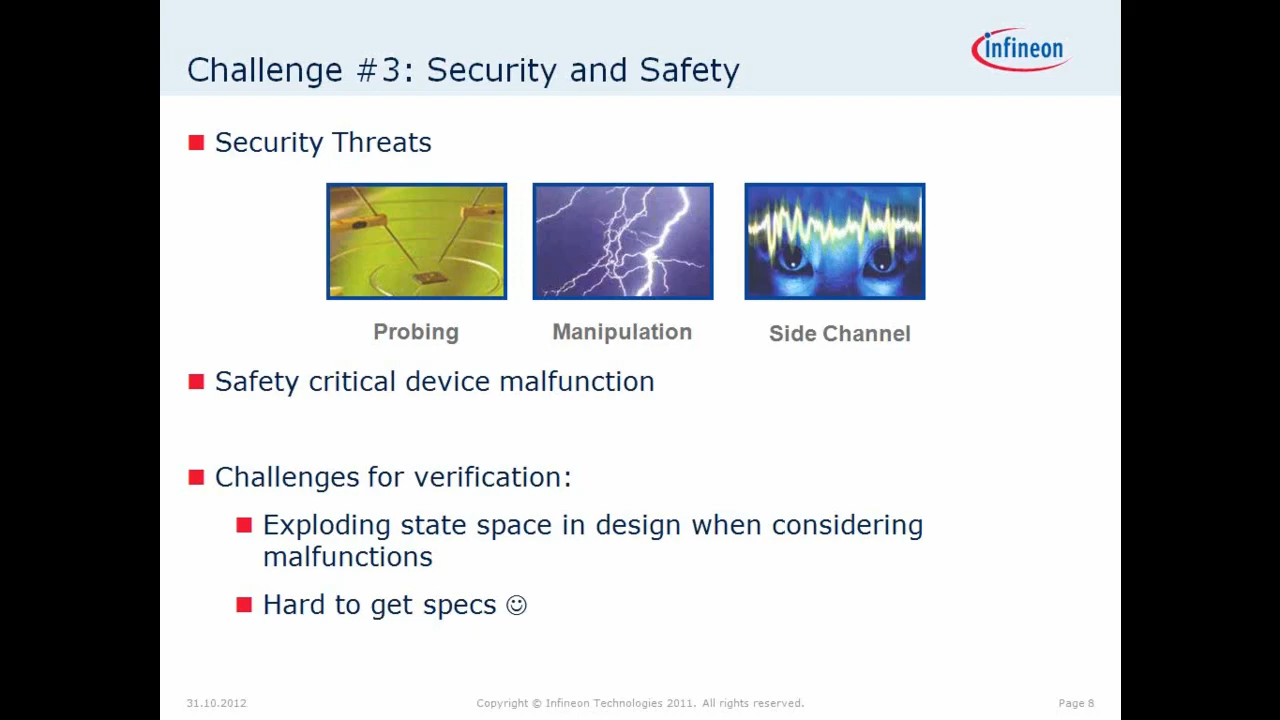 Challenge #3: Security and Safety
infineon
Security Threats
Probing
Manipulation
Side Channel
Safety critical device malfunction
Challenges for verification:
Exploding state space in design when considering
malfunctions
Hard to get specs ☺
31.10.2012
Copyright © Infineon Technologies 2011. All rights reserved.
Page 8